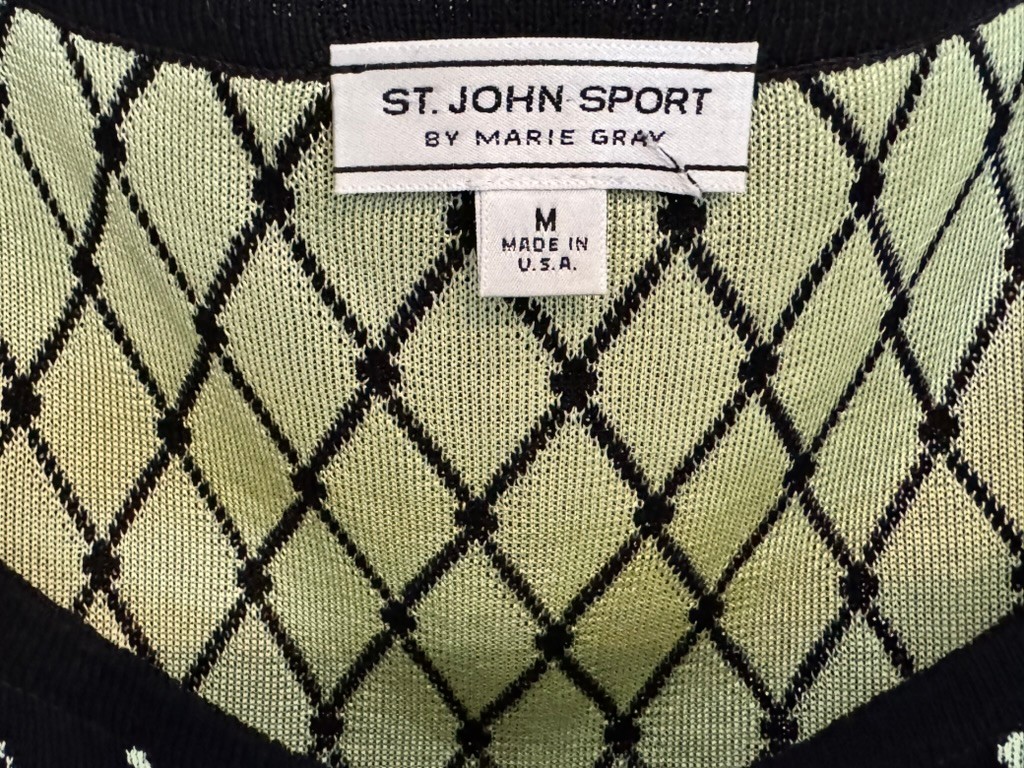 ST. JOHN SPORT
BY MARIE GRAY
M
MADE IN
U.S.A.